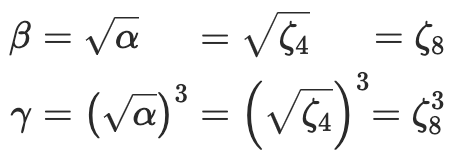 β = √α = √ζ₄ = ζ₈
γ = (√α)³ = (√ζ₄)³ = ζ₈³